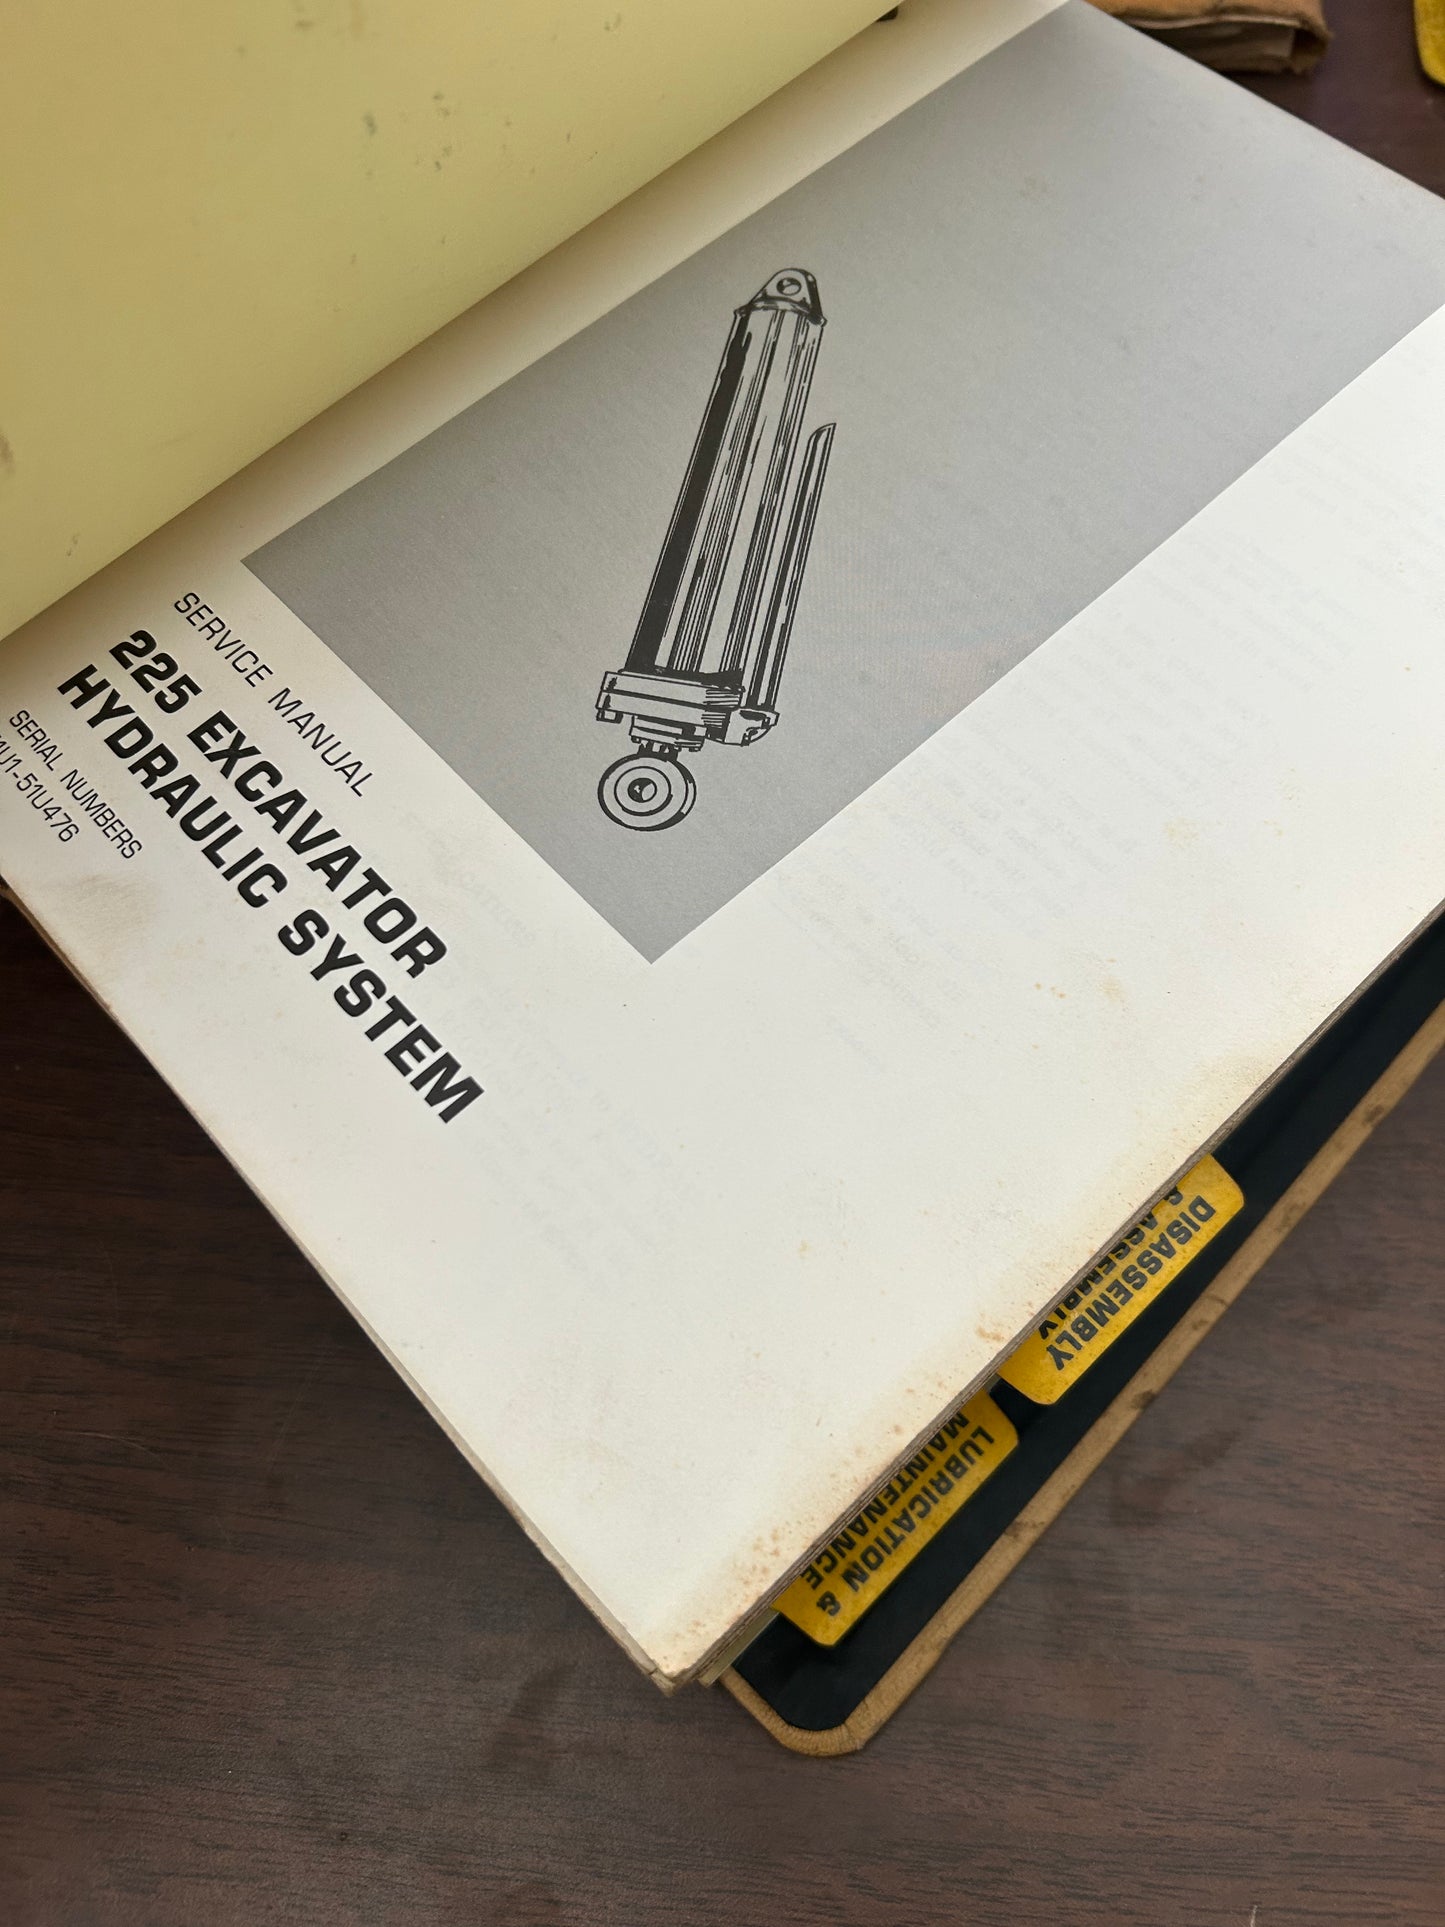 SERVICE MANUAL
225 EXCAVATOR
HYDRAULIC SYSTEM
SERIAL NUMBERS
DISASSEMBLY
& ASSEMBLY
LUBRICATION &
MAINTENANCE